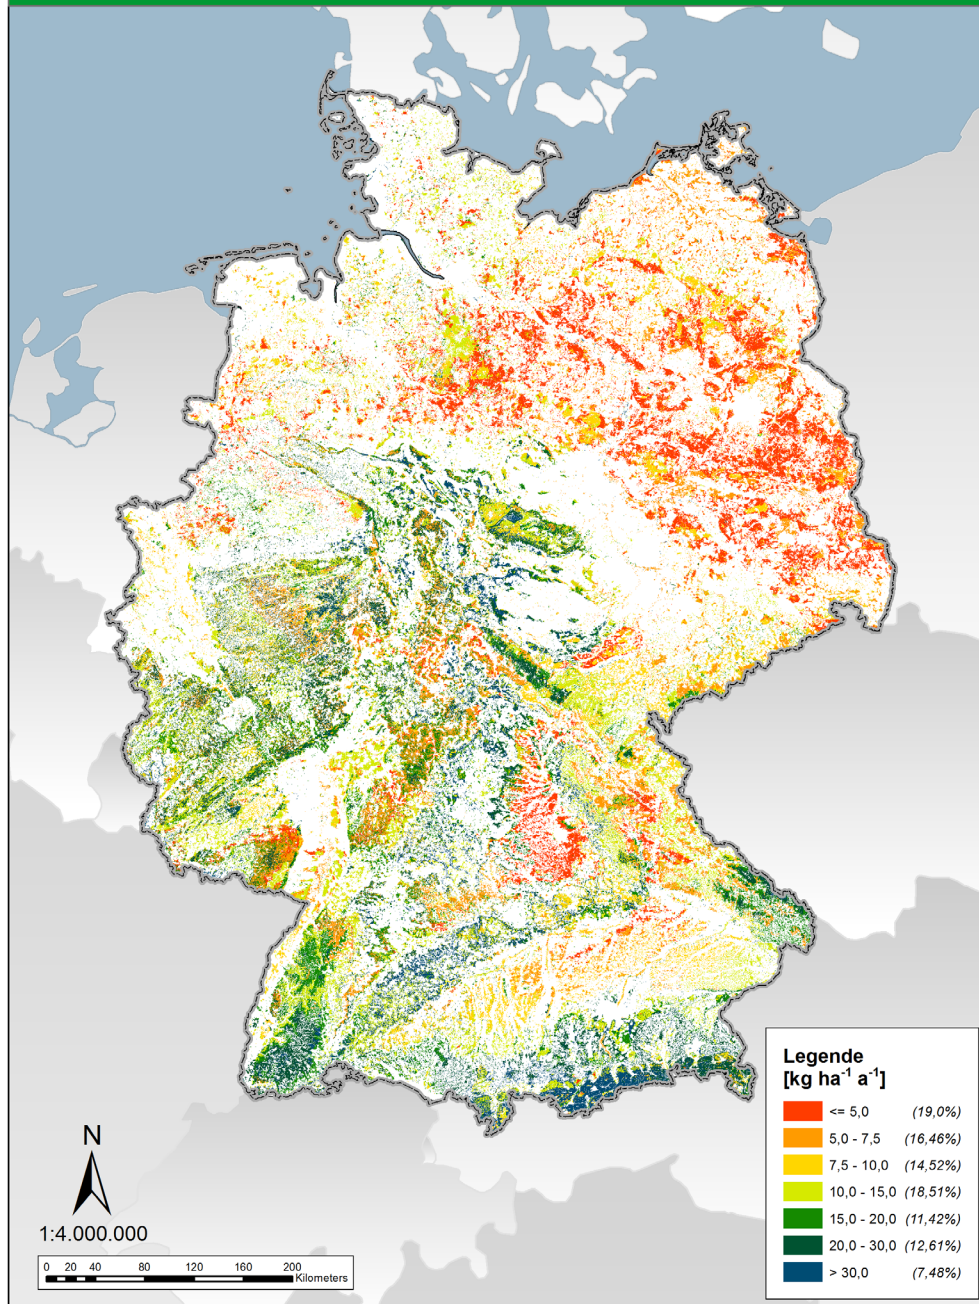 Legende
[kg ha⁻¹ a⁻¹]
<= 5,0 (19,0%)
5,0 - 7,5 (16,46%)
7,5 - 10,0 (14,52%)
10,0 - 15,0 (18,51%)
15,0 - 20,0 (11,42%)
20,0 - 30,0 (12,61%)
> 30,0 (7,48%)
N
1:4.000.000
0 20 40 80 120 160 200
Kilometers